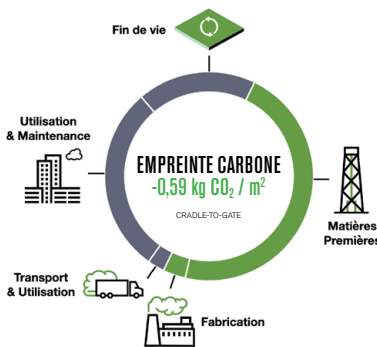 Fin de vie
Utilisation
& Maintenance
EMPREINTE CARBONE
-0,59 kg CO₂ / m²
CRADLE-TO-GATE
Matières
Premières
Transport
& Utilisation
Fabrication